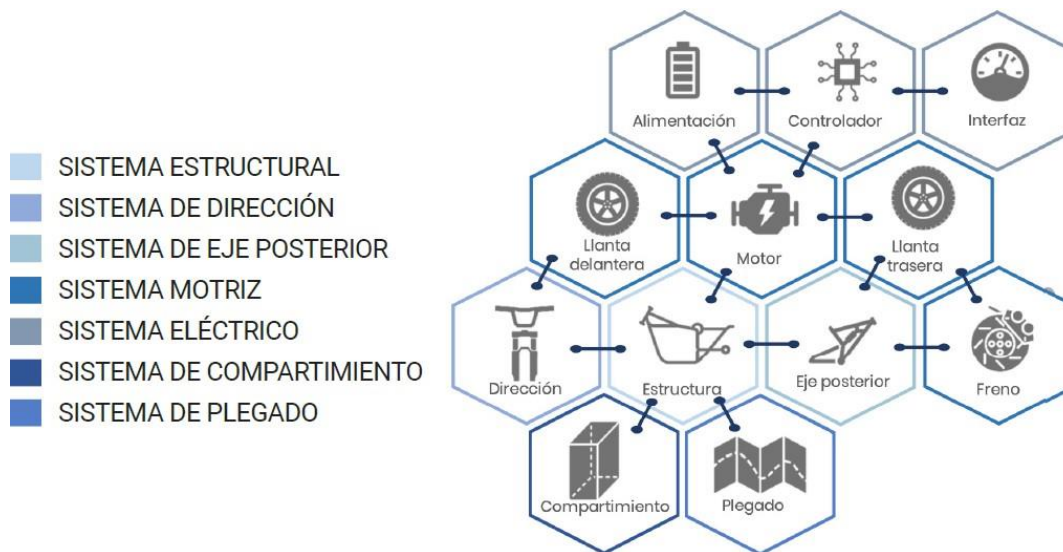 SISTEMA ESTRUCTURAL
SISTEMA DE DIRECCIÓN
SISTEMA DE EJE POSTERIOR
SISTEMA MOTRIZ
SISTEMA ELÉCTRICO
SISTEMA DE COMPARTIMIENTO
SISTEMA DE PLEGADO
Alimentación
Controlador
Interfaz
Llanta
delantera
Motor
Llanta
trasera
Dirección
Estructura
Eje posterior
Freno
Compartimiento
Plegado